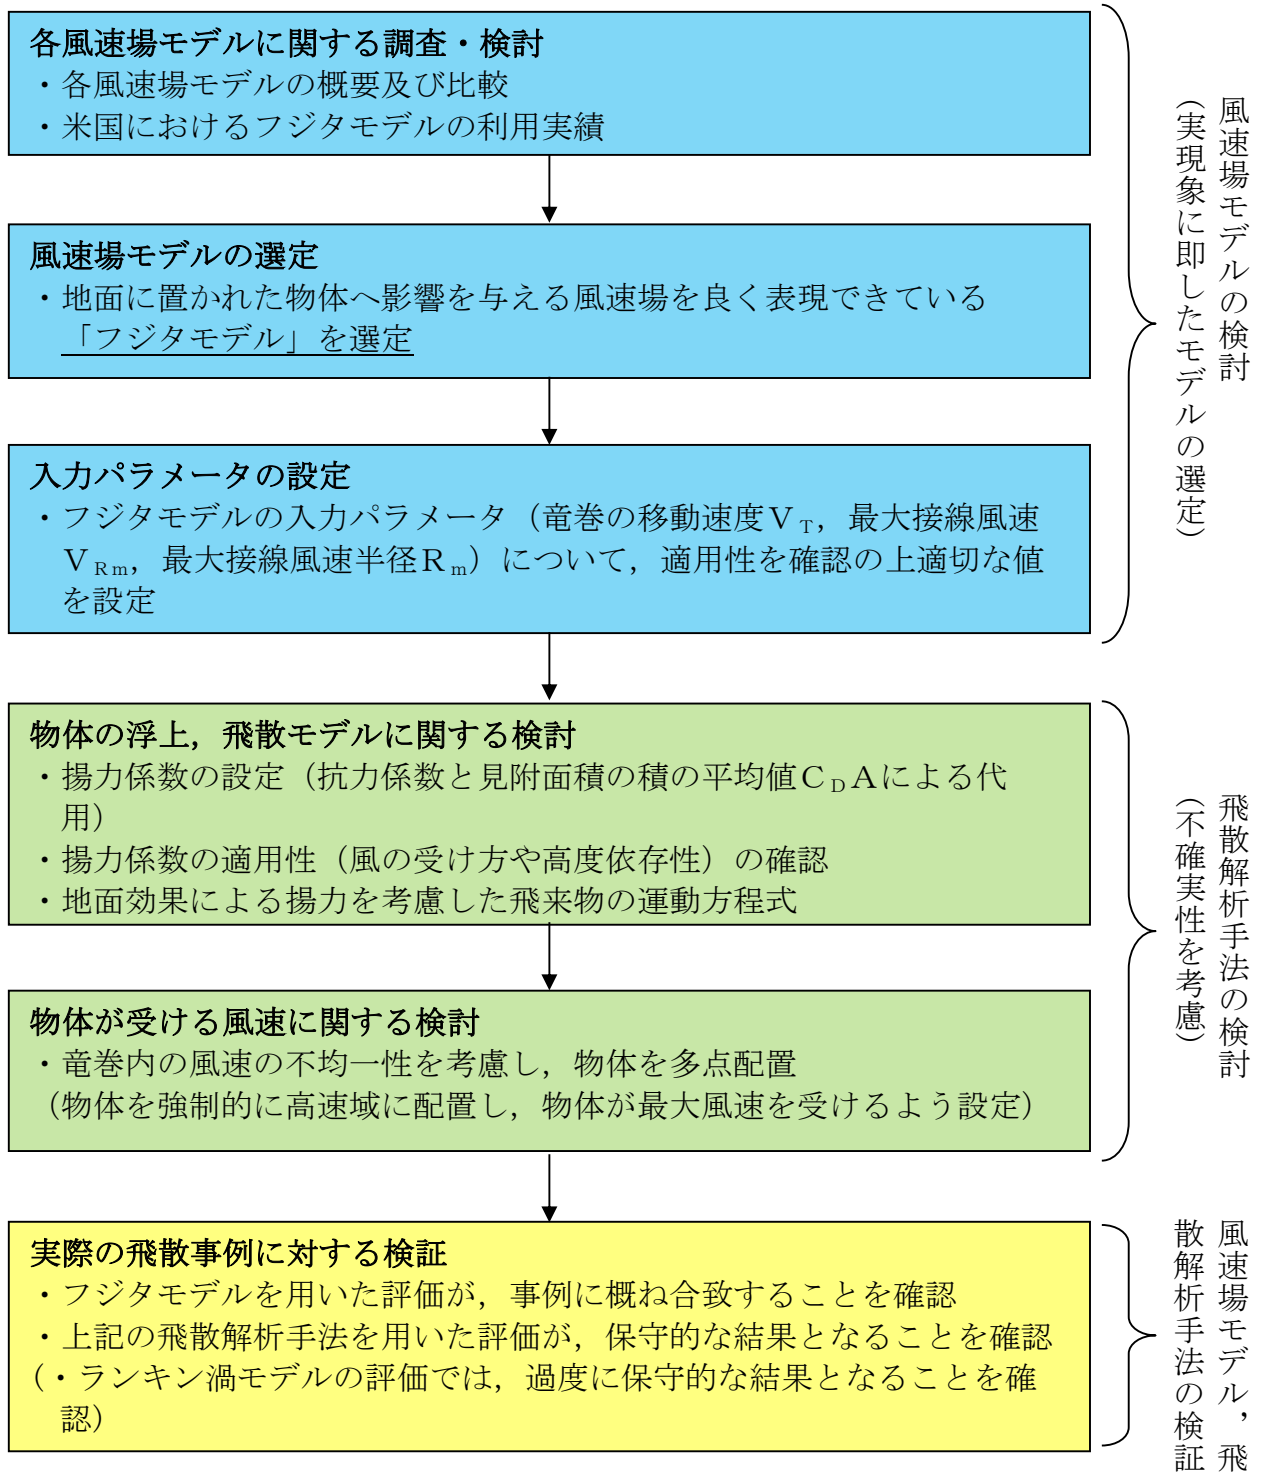 各風速場モデルに関する調査・検討
・各風速場モデルの概要及び比較
・米国におけるフジタモデルの利用実績
風速場モデルの選定
・地面に置かれた物体へ影響を与える風速場を良く表現できている
「フジタモデル」を選定
入力パラメータの設定
・フジタモデルの入力パラメータ（竜巻の移動速度ＶT，最大接線風速
ＶRm，最大接線風速半径Ｒm）について，適用性を確認の上適切な値
を設定
風速場モデルの検討
（実現象に即したモデルの選定）
物体の浮上，飛散モデルに関する検討
・揚力係数の設定（抗力係数と見附面積の積の平均値ＣDＡによる代
用）
・揚力係数の適用性（風の受け方や高度依存性）の確認
・地面効果による揚力を考慮した飛来物の運動方程式
物体が受ける風速に関する検討
・竜巻内の風速の不均一性を考慮し，物体を多点配置
（物体を強制的に高速域に配置し，物体が最大風速を受けるよう設定）
飛散解析手法の検討
（不確実性を考慮）
実際の飛散事例に対する検証
・フジタモデルを用いた評価が，事例に概ね合致することを確認
・上記の飛散解析手法を用いた評価が，保守的な結果となることを確認
（・ランキン渦モデルの評価では，過度に保守的な結果となることを確
認）
風速場モデル，飛
散解析手法の検証